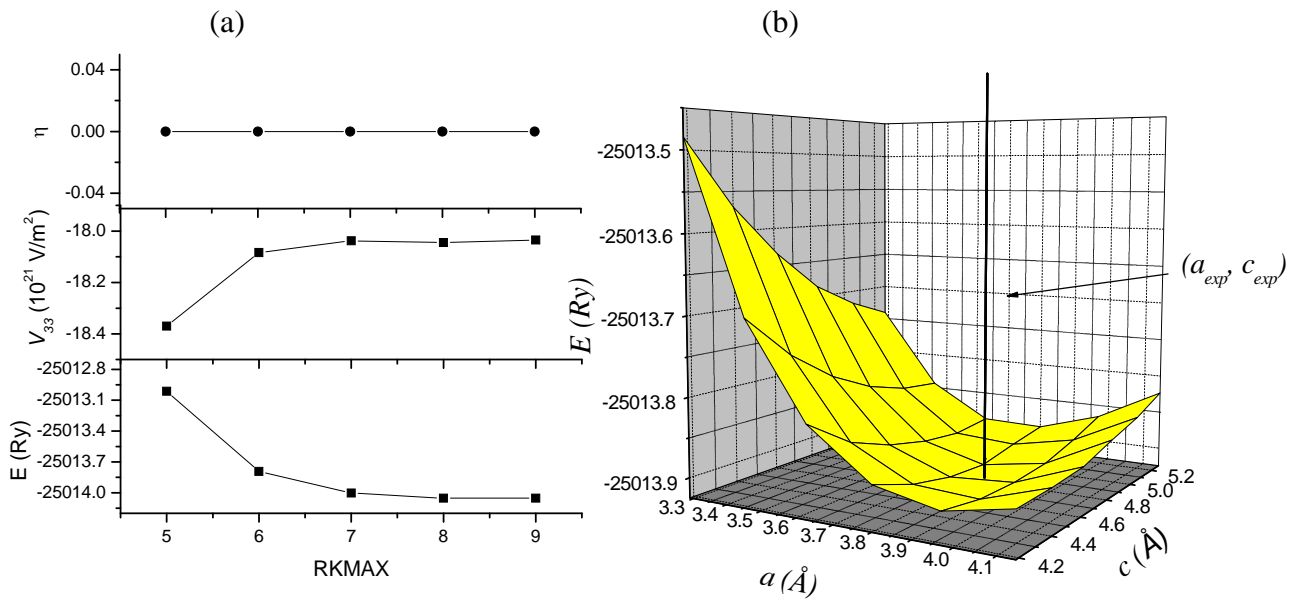 (a)
0.04
0.00
-0.04
η
-18.0
-18.2
-18.4
V33 (10^21 V/m^2)
-25012.8
-25013.1
-25013.4
-25013.7
-25014.0
E (Ry)
5 6 7 8 9
RKMAX
(b)
-25013.5
-25013.6
-25013.7
-25013.8
-25013.9
E (Ry)
(a_exp, c_exp)
3.3 3.4 3.5 3.6 3.7 3.8 3.9 4.0 4.1
a (Å)
4.2 4.4 4.6 4.8 5.0 5.2
c (Å)